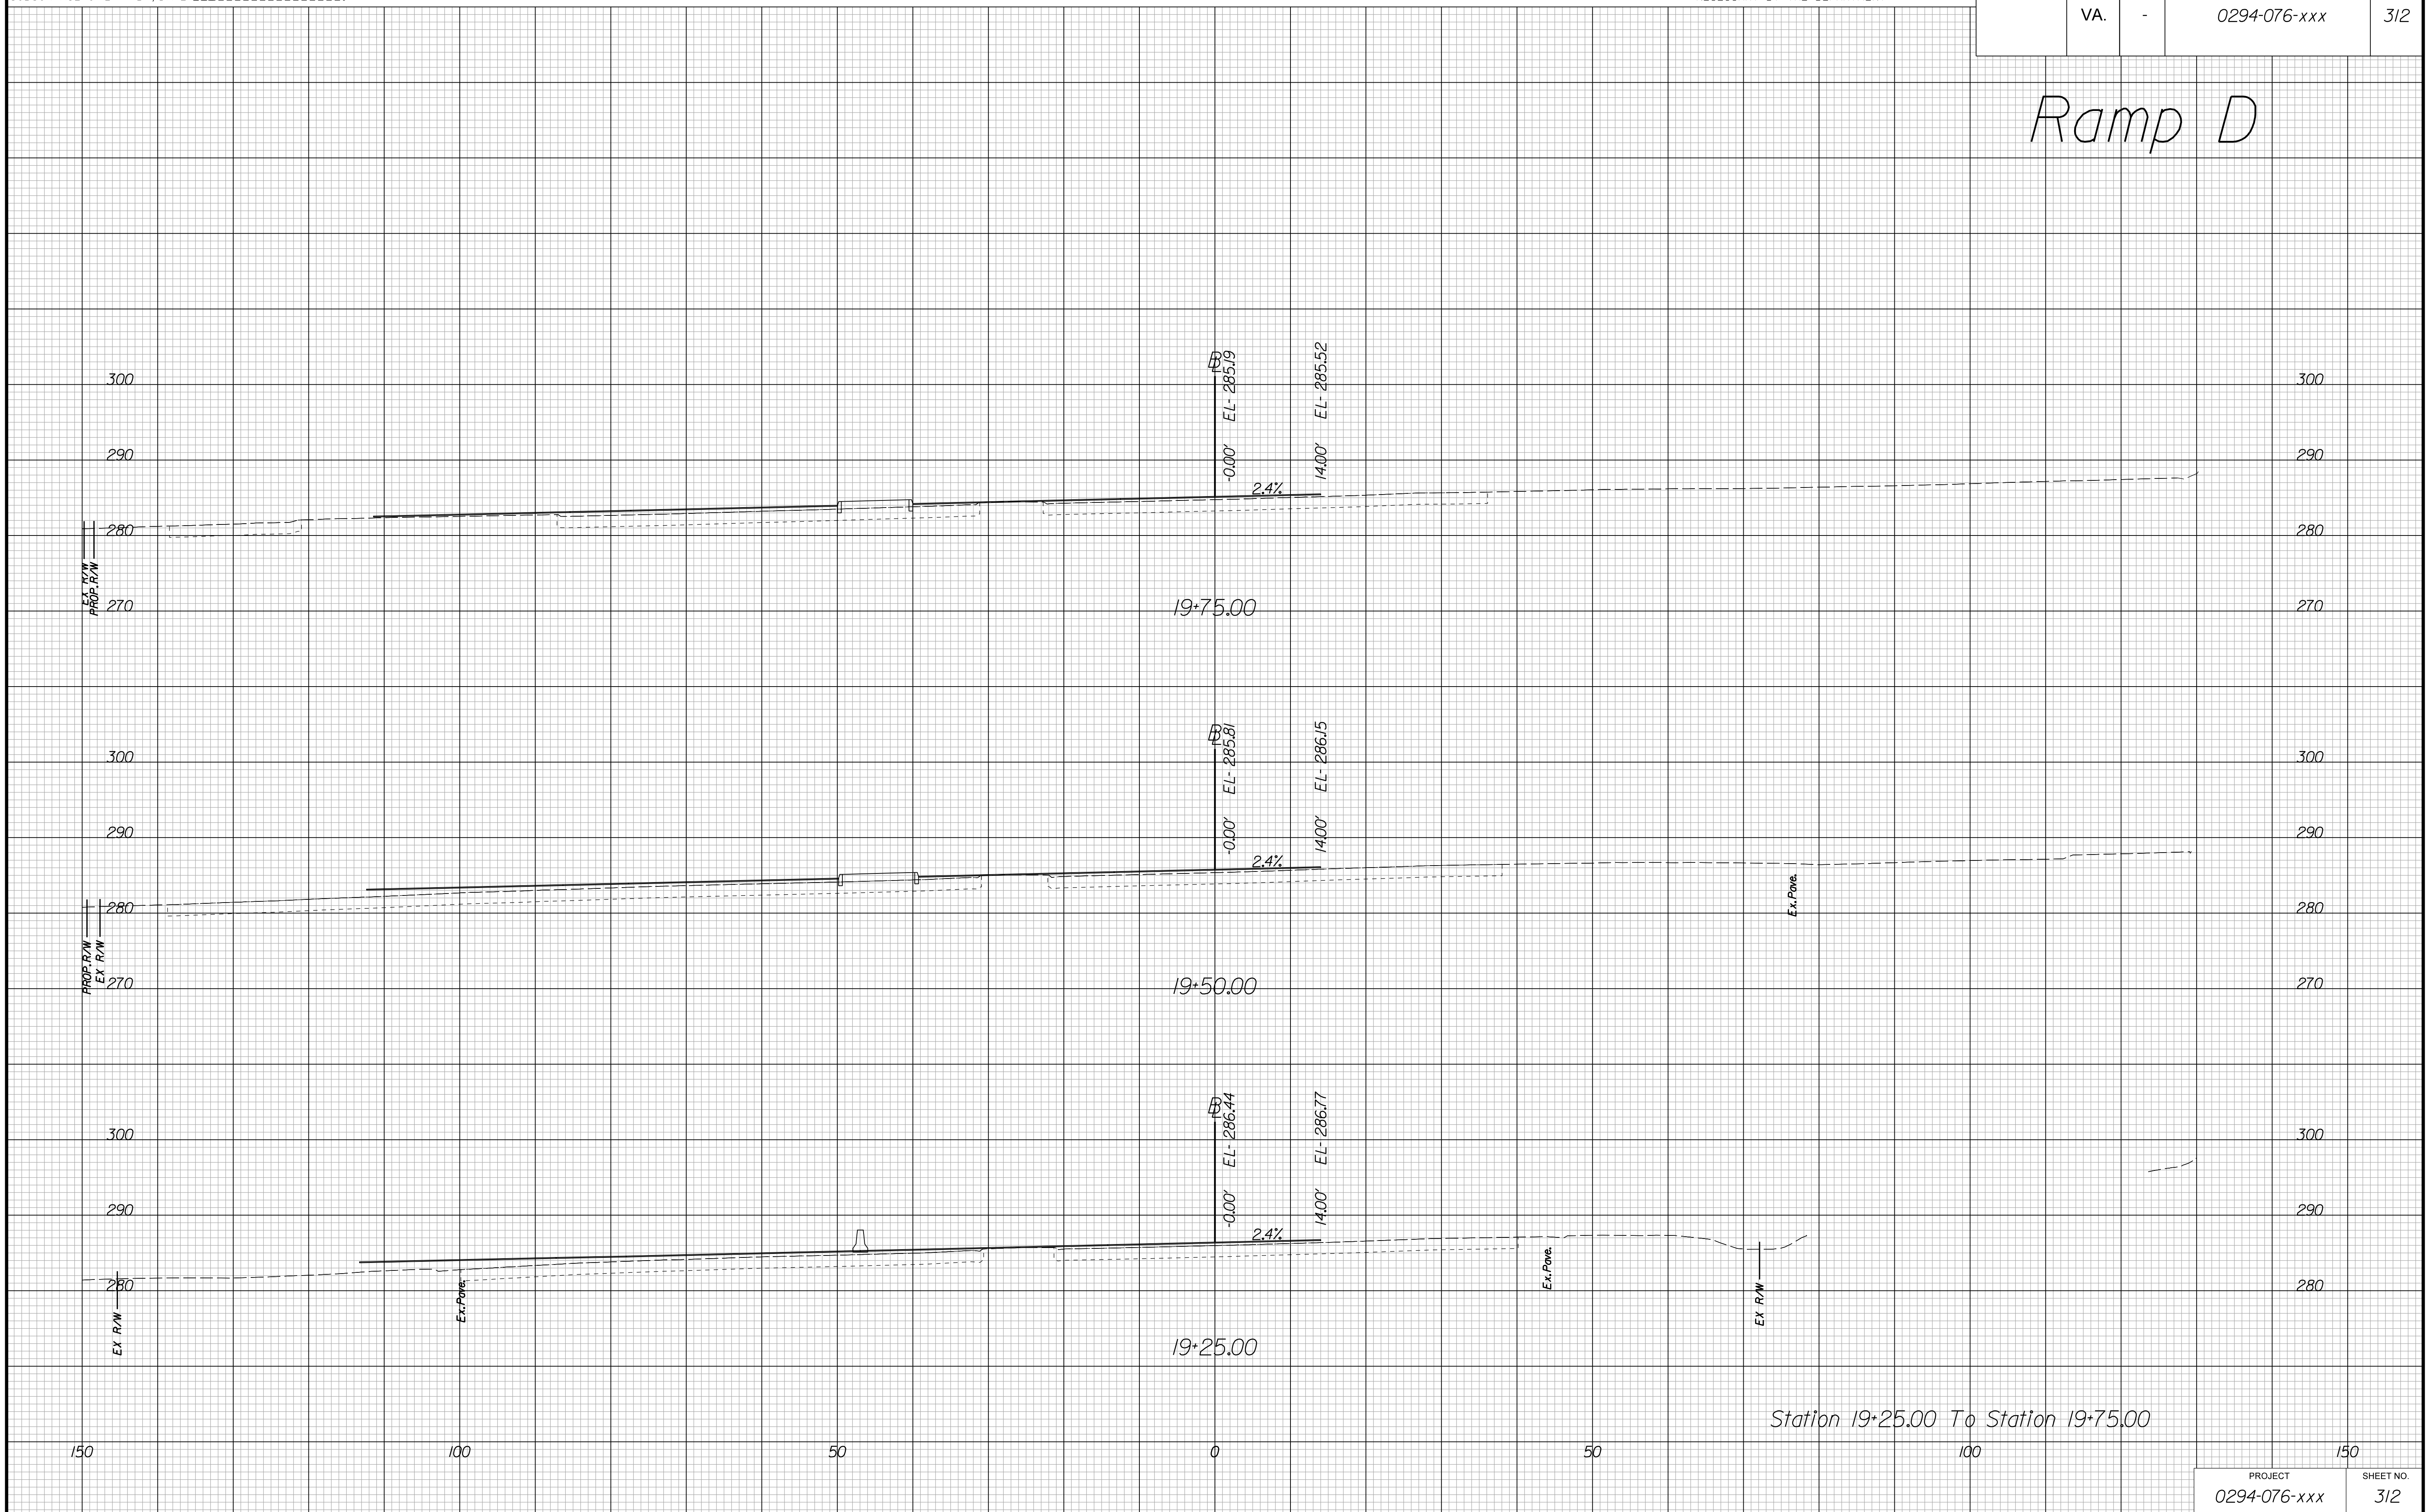 VA. - 0294-076-xxx 312
Ramp D
EL- 285.19
EL- 285.52
-0.00'
14.00'
2.4%
300 300
290 290
280 280
270 270
EX R/W
PROP.R/W
19+75.00
EL- 285.81
EL- 286.15
-0.00'
14.00'
2.4%
300 300
290 290
280 280
270 270
PROP.R/W
EX R/W
Ex.Pave.
19+50.00
EL- 286.44
EL- 286.77
-0.00'
14.00'
2.4%
300 300
290 290
280 280
EX R/W
Ex.Pave.
Ex.Pave.
EX R/W
19+25.00
Station 19+25.00 To Station 19+75.00
150 100 50 0 50 100 150
PROJECT SHEET NO.
0294-076-xxx 312